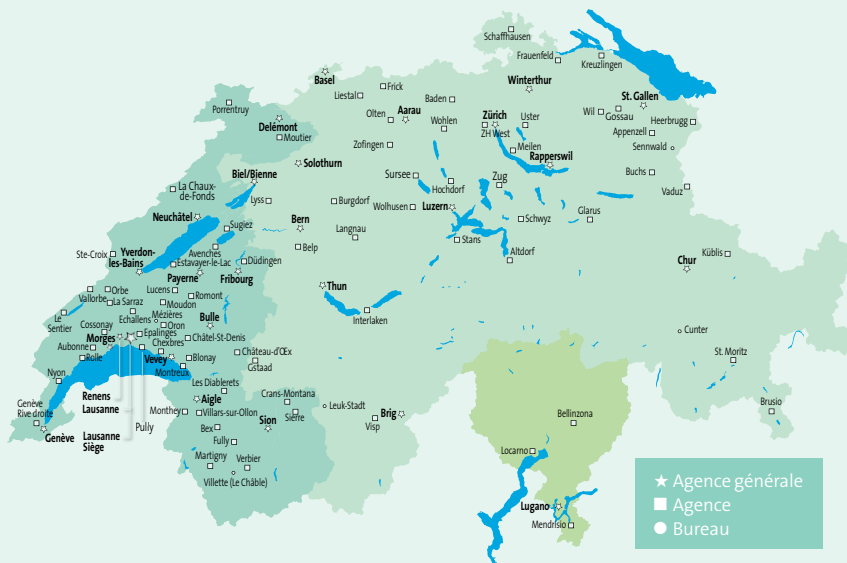 Schaffhausen
Frauenfeld
Kreuzlingen
Basel
Frick
Winterthur
Liestal
Baden
St. Gallen
Porrentruy
Olten
Aarau
Wohlen
Zürich
ZH West
Uster
Wil
Gossau
Heerbrugg
Delémont
Moutier
Appenzell
Sennwald
Zofingen
Meilen
Rapperswil
Solothurn
Biel/Bienne
Sursee
Hochdorf
Zug
Buchs
Vaduz
La Chaux-
de-Fonds
Lyss
Burgdorf
Wolhusen
Luzern
Neuchâtel
Sugiez
Bern
Langnau
Schwyz
Glarus
Ste-Croix
Yverdon-
les-Bains
Avenches
Estavayer-le-Lac
Düdingen
Belp
Stans
Altdorf
Küblis
Chur
Payerne
Fribourg
Thun
Vallorbe
Orbe
La Sarraz
Lucens
Romont
Moudon
Le
Sentier
Echallens
Mézières
Oron
Bulle
Interlaken
Cossonay
Epalinges
Châtel-St-Denis
Cunter
Morges
Chexbres
Aubonne
Rolle
Vevey
Blonay
Château-d'Œx
Gstaad
St. Moritz
Nyon
Montreux
Les Diablerets
Crans-Montana
Renens
Lausanne
Aigle
Leuk-Stadt
Brig
Brusio
Genève
Rive droite
Monthey
Villars-sur-Ollon
Sierre
Visp
Bellinzona
Pully
Bex
Sion
Genève
Lausanne
Siège
Fully
Martigny
Verbier
Locarno
Villette (Le Châble)
Lugano
Mendrisio
Agence générale
Agence
Bureau